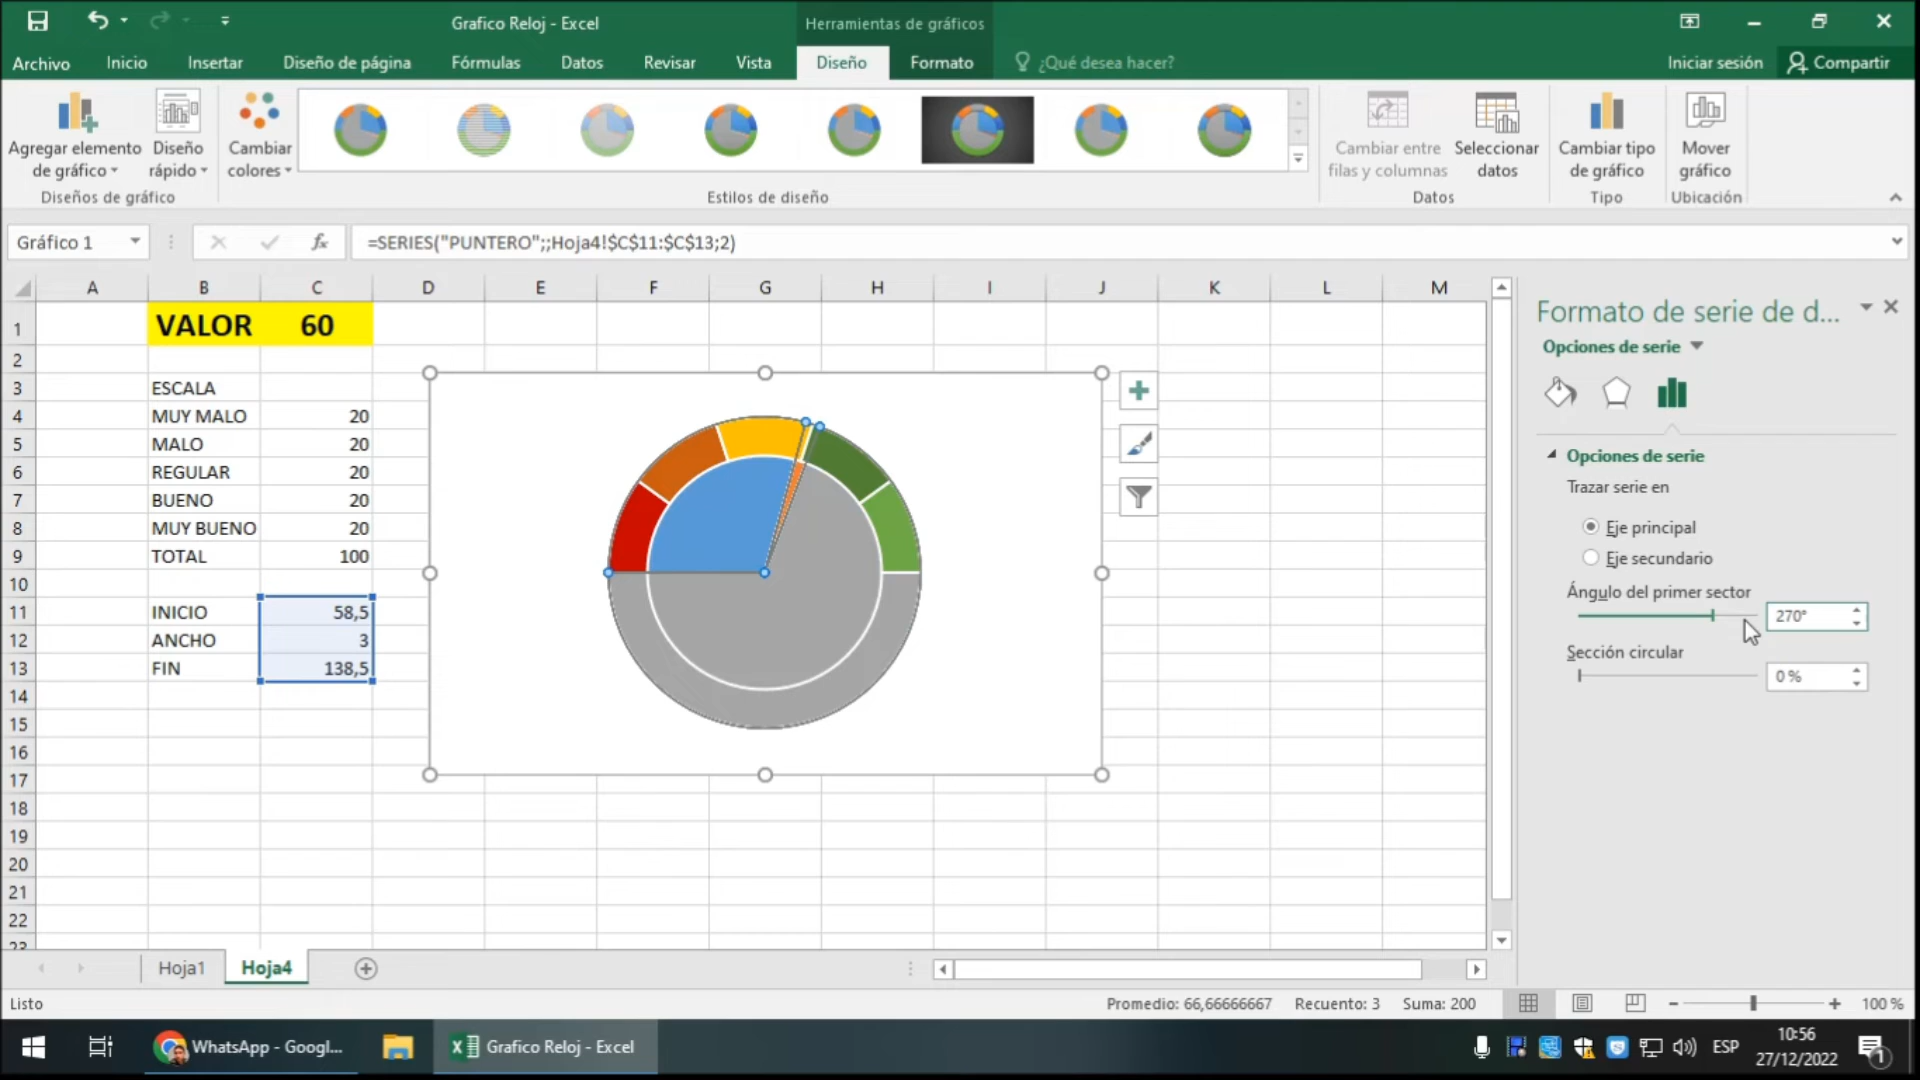 Grafico Reloj - Excel
Herramientas de gráficos
Archivo Inicio Insertar Diseño de página Fórmulas Datos Revisar Vista Diseño Formato ¿Qué desea hacer? Iniciar sesión Compartir
Agregar elemento de gráfico
Diseño rápido
Cambiar colores
Cambiar entre filas y columnas
Seleccionar datos
Cambiar tipo de gráfico
Mover gráfico
Diseños de gráfico Estilos de diseño Datos Tipo Ubicación
Gráfico 1 fx =SERIES("PUNTERO";;Hoja4!$C$11:$C$13;2)
A B C D E F G H I J K L M
1 VALOR 60
2
3 ESCALA
4 MUY MALO 20
5 MALO 20
6 REGULAR 20
7 BUENO 20
8 MUY BUENO 20
9 TOTAL 100
10
11 INICIO 58,5
12 ANCHO 3
13 FIN 138,5
14
15
16
17
18
19
20
21
22
23
Formato de serie de d...
Opciones de serie
Opciones de serie
Trazar serie en
Eje principal
Eje secundario
Ángulo del primer sector
270°
Sección circular
0 %
Hoja1 Hoja4
Listo Promedio: 66,66666667 Recuento: 3 Suma: 200 100 %
WhatsApp - Googl... Grafico Reloj - Excel ESP 10:56
27/12/2022 1